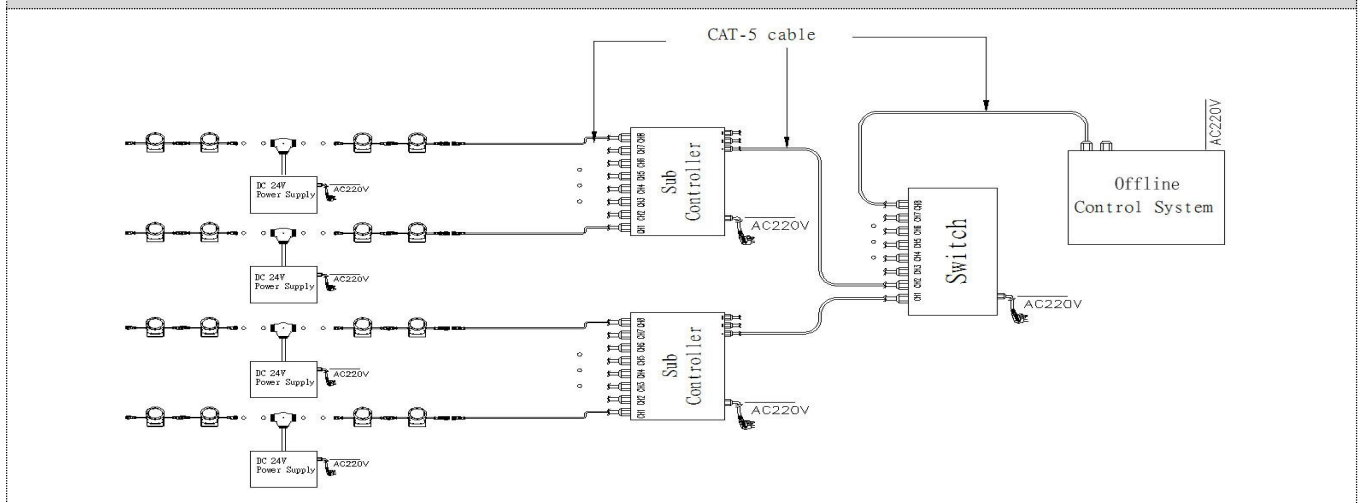 CAT-5 cable
AC220V
Offline
Control System
CH8
CH7
CH6
CH5
CH4
CH3
CH2
CH1
Sub
Controller
AC220V
DC 24V
Power Supply
AC220V
DC 24V
Power Supply
AC220V
CH8
CH7
CH6
CH5
CH4
CH3
CH2
CH1
Switch
AC220V
CH8
CH7
CH6
CH5
CH4
CH3
CH2
CH1
Sub
Controller
AC220V
DC 24V
Power Supply
AC220V
DC 24V
Power Supply
AC220V